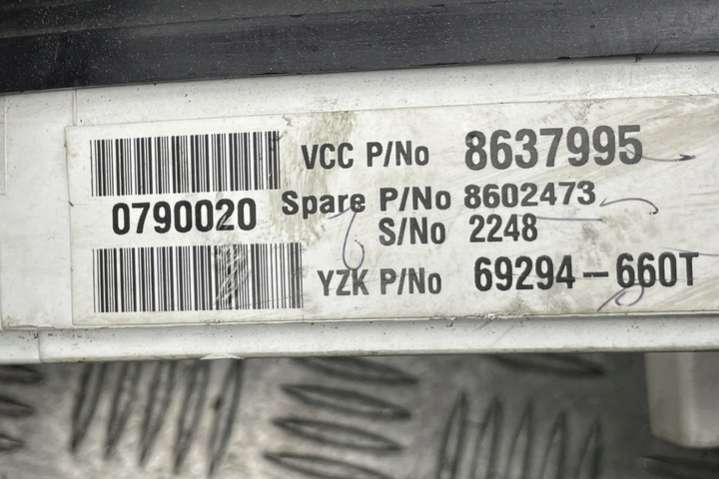 VCC P/No 8637995
0790020 Spare P/No 8602473
S/No 2248
YZK P/No 69294-660T